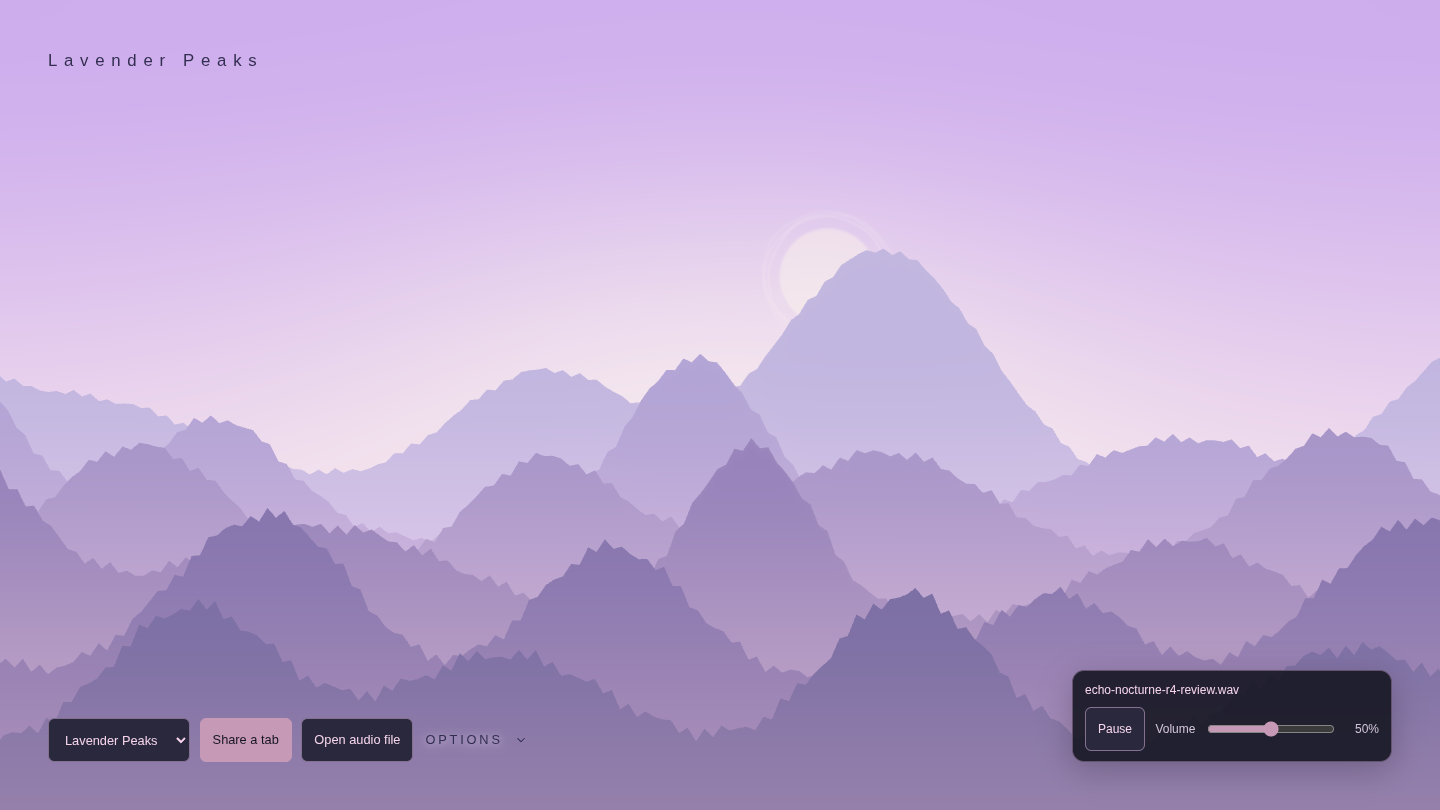 Lavender Peaks
echo-nocturne-r4-review.wav
Pause Volume 50%
Lavender Peaks Share a tab Open audio file OPTIONS